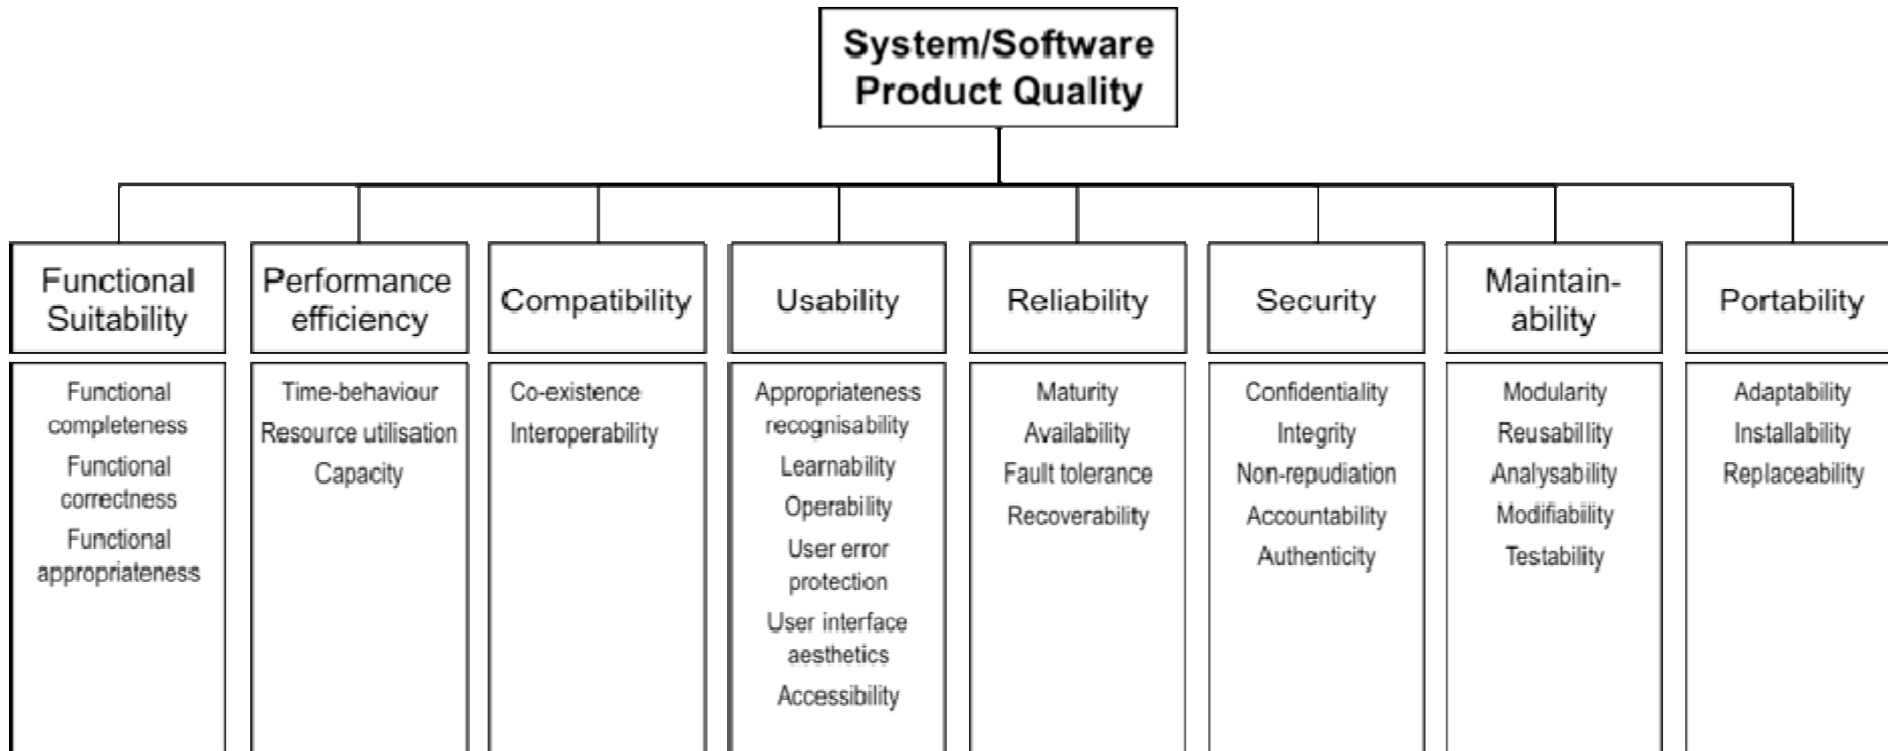 System/Software
Product Quality
Functional
Suitability
Performance
efficiency
Compatibility
Usability
Reliability
Security
Maintain-
ability
Portability
Functional
completeness
Functional
correctness
Functional
appropriateness
Time-behaviour
Resource utilisation
Capacity
Co-existence
Interoperability
Appropriateness
recognisability
Learnability
Operability
User error
protection
User interface
aesthetics
Accessibility
Maturity
Availability
Fault tolerance
Recoverability
Confidentiality
Integrity
Non-repudiation
Accountability
Authenticity
Modularity
Reusability
Analysability
Modifiability
Testability
Adaptability
Installability
Replaceability